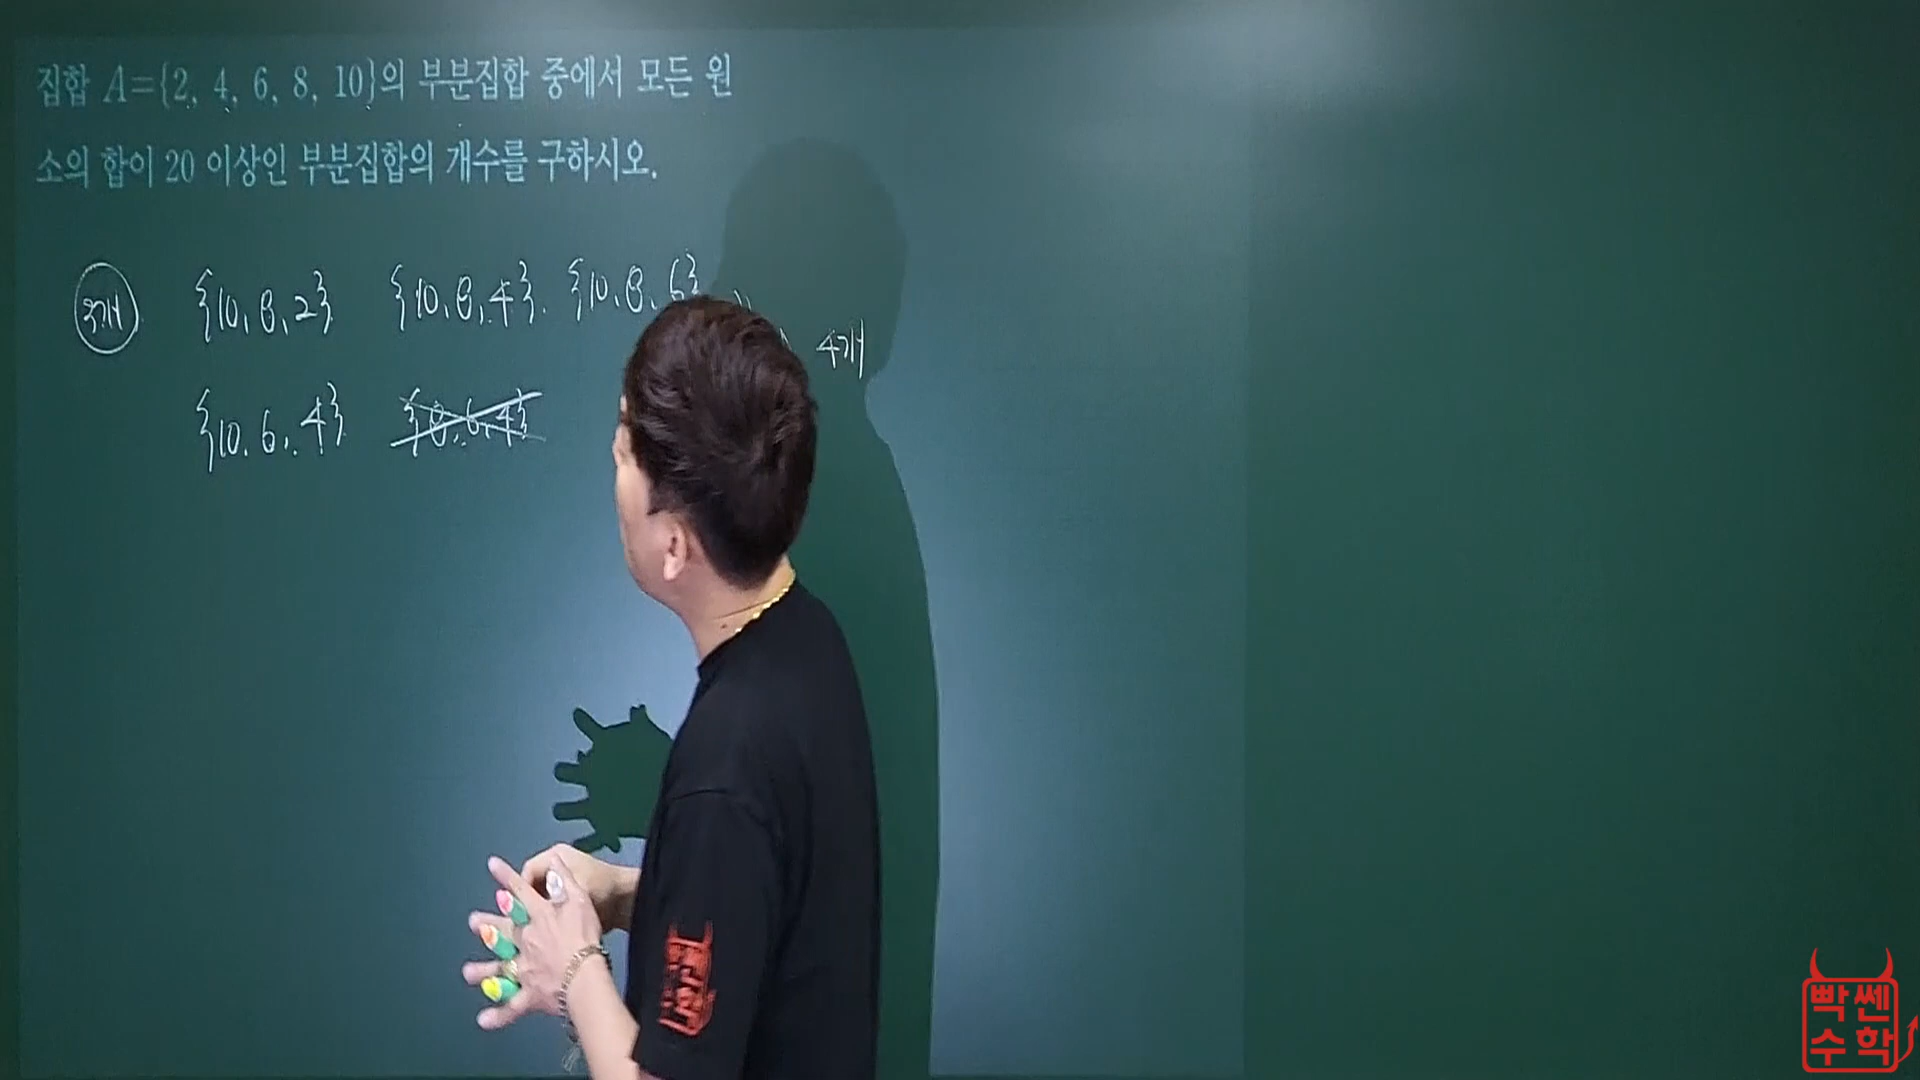 집합 A={2, 4, 6, 8, 10}의 부분집합 중에서 모든 원
소의 합이 20 이상인 부분집합의 개수를 구하시오.
3개 {10, 8, 2} {10, 8, 4} {10, 8, 6}
4개
{10, 6, 4} {8, 6, 4}
빡쎈
수학